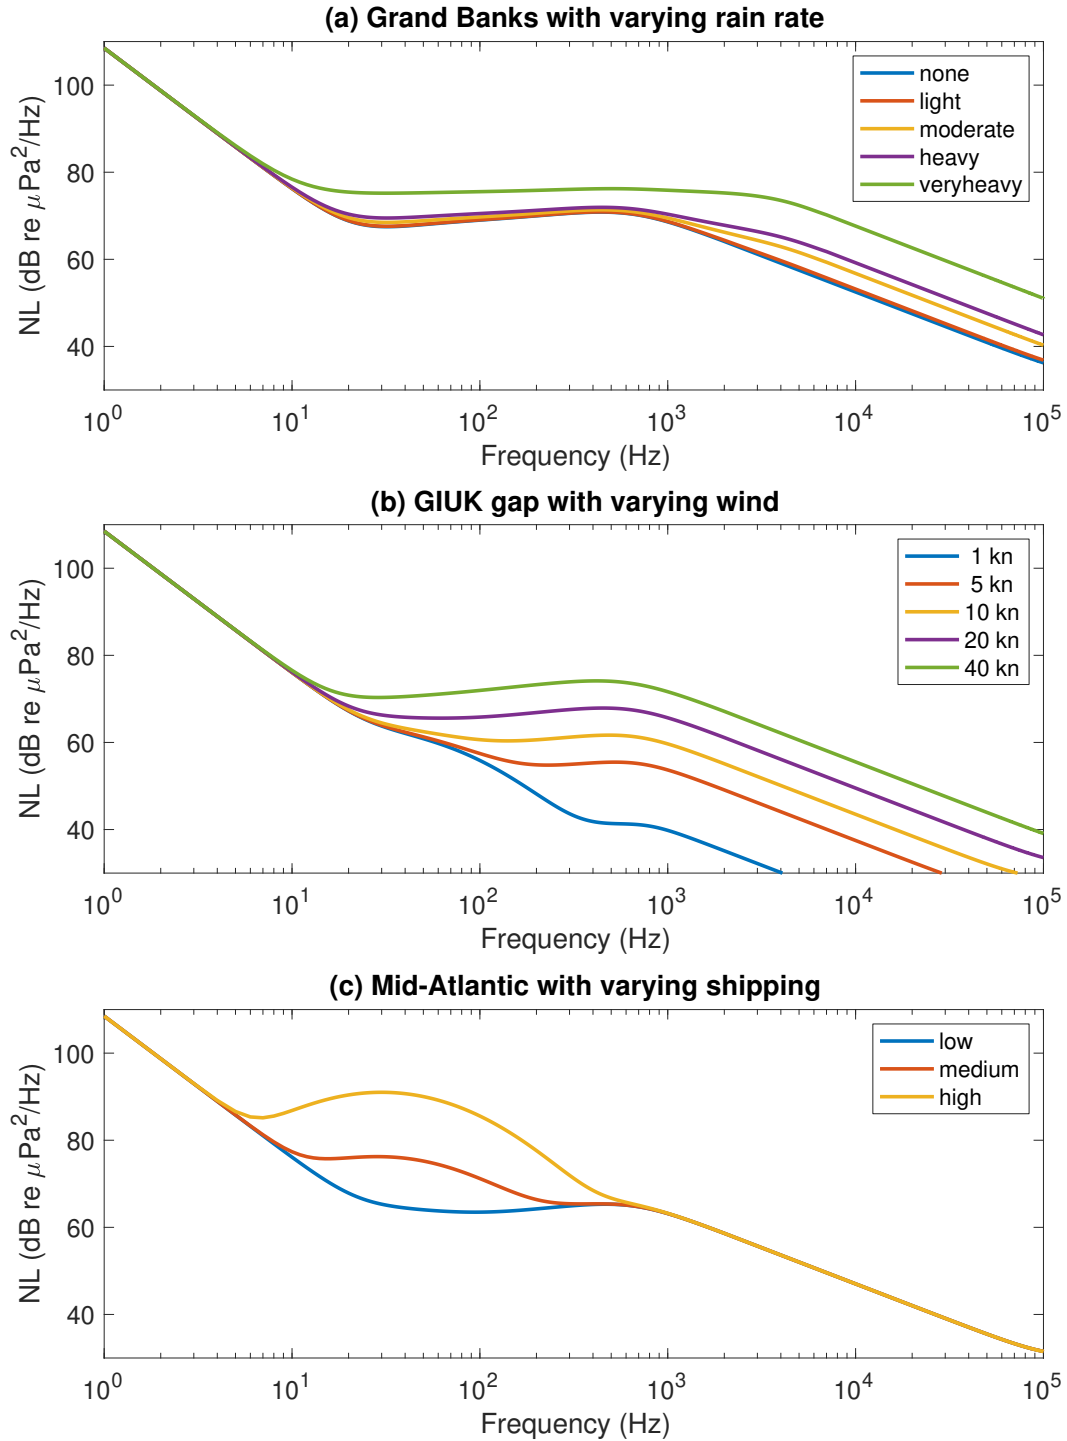 (a) Grand Banks with varying rain rate
NL (dB re μPa²/Hz)
100
80
60
40
none
light
moderate
heavy
veryheavy
10⁰ 10¹ 10² 10³ 10⁴ 10⁵
Frequency (Hz)
(b) GIUK gap with varying wind
NL (dB re μPa²/Hz)
100
80
60
40
1 kn
5 kn
10 kn
20 kn
40 kn
10⁰ 10¹ 10² 10³ 10⁴ 10⁵
Frequency (Hz)
(c) Mid-Atlantic with varying shipping
NL (dB re μPa²/Hz)
100
80
60
40
low
medium
high
10⁰ 10¹ 10² 10³ 10⁴ 10⁵
Frequency (Hz)